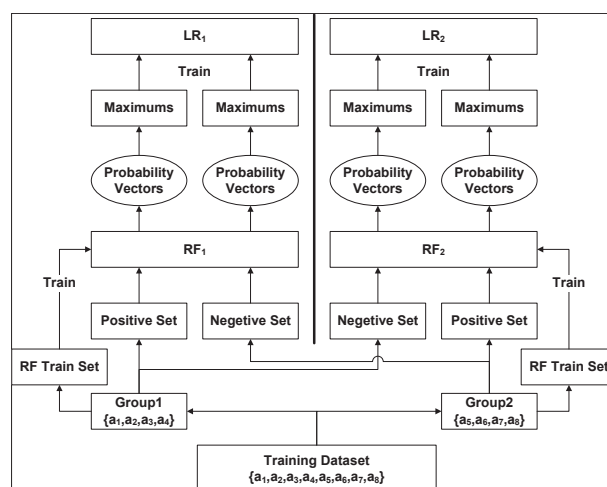 LR₁ LR₂
Train Train
Maximums Maximums Maximums Maximums
Probability Vectors Probability Vectors Probability Vectors Probability Vectors
RF₁ RF₂
Train Train
Positive Set Negetive Set Negetive Set Positive Set
RF Train Set RF Train Set
Group1 Group2
{a₁,a₂,a₃,a₄} {a₅,a₆,a₇,a₈}
Training Dataset
{a₁,a₂,a₃,a₄,a₅,a₆,a₇,a₈}